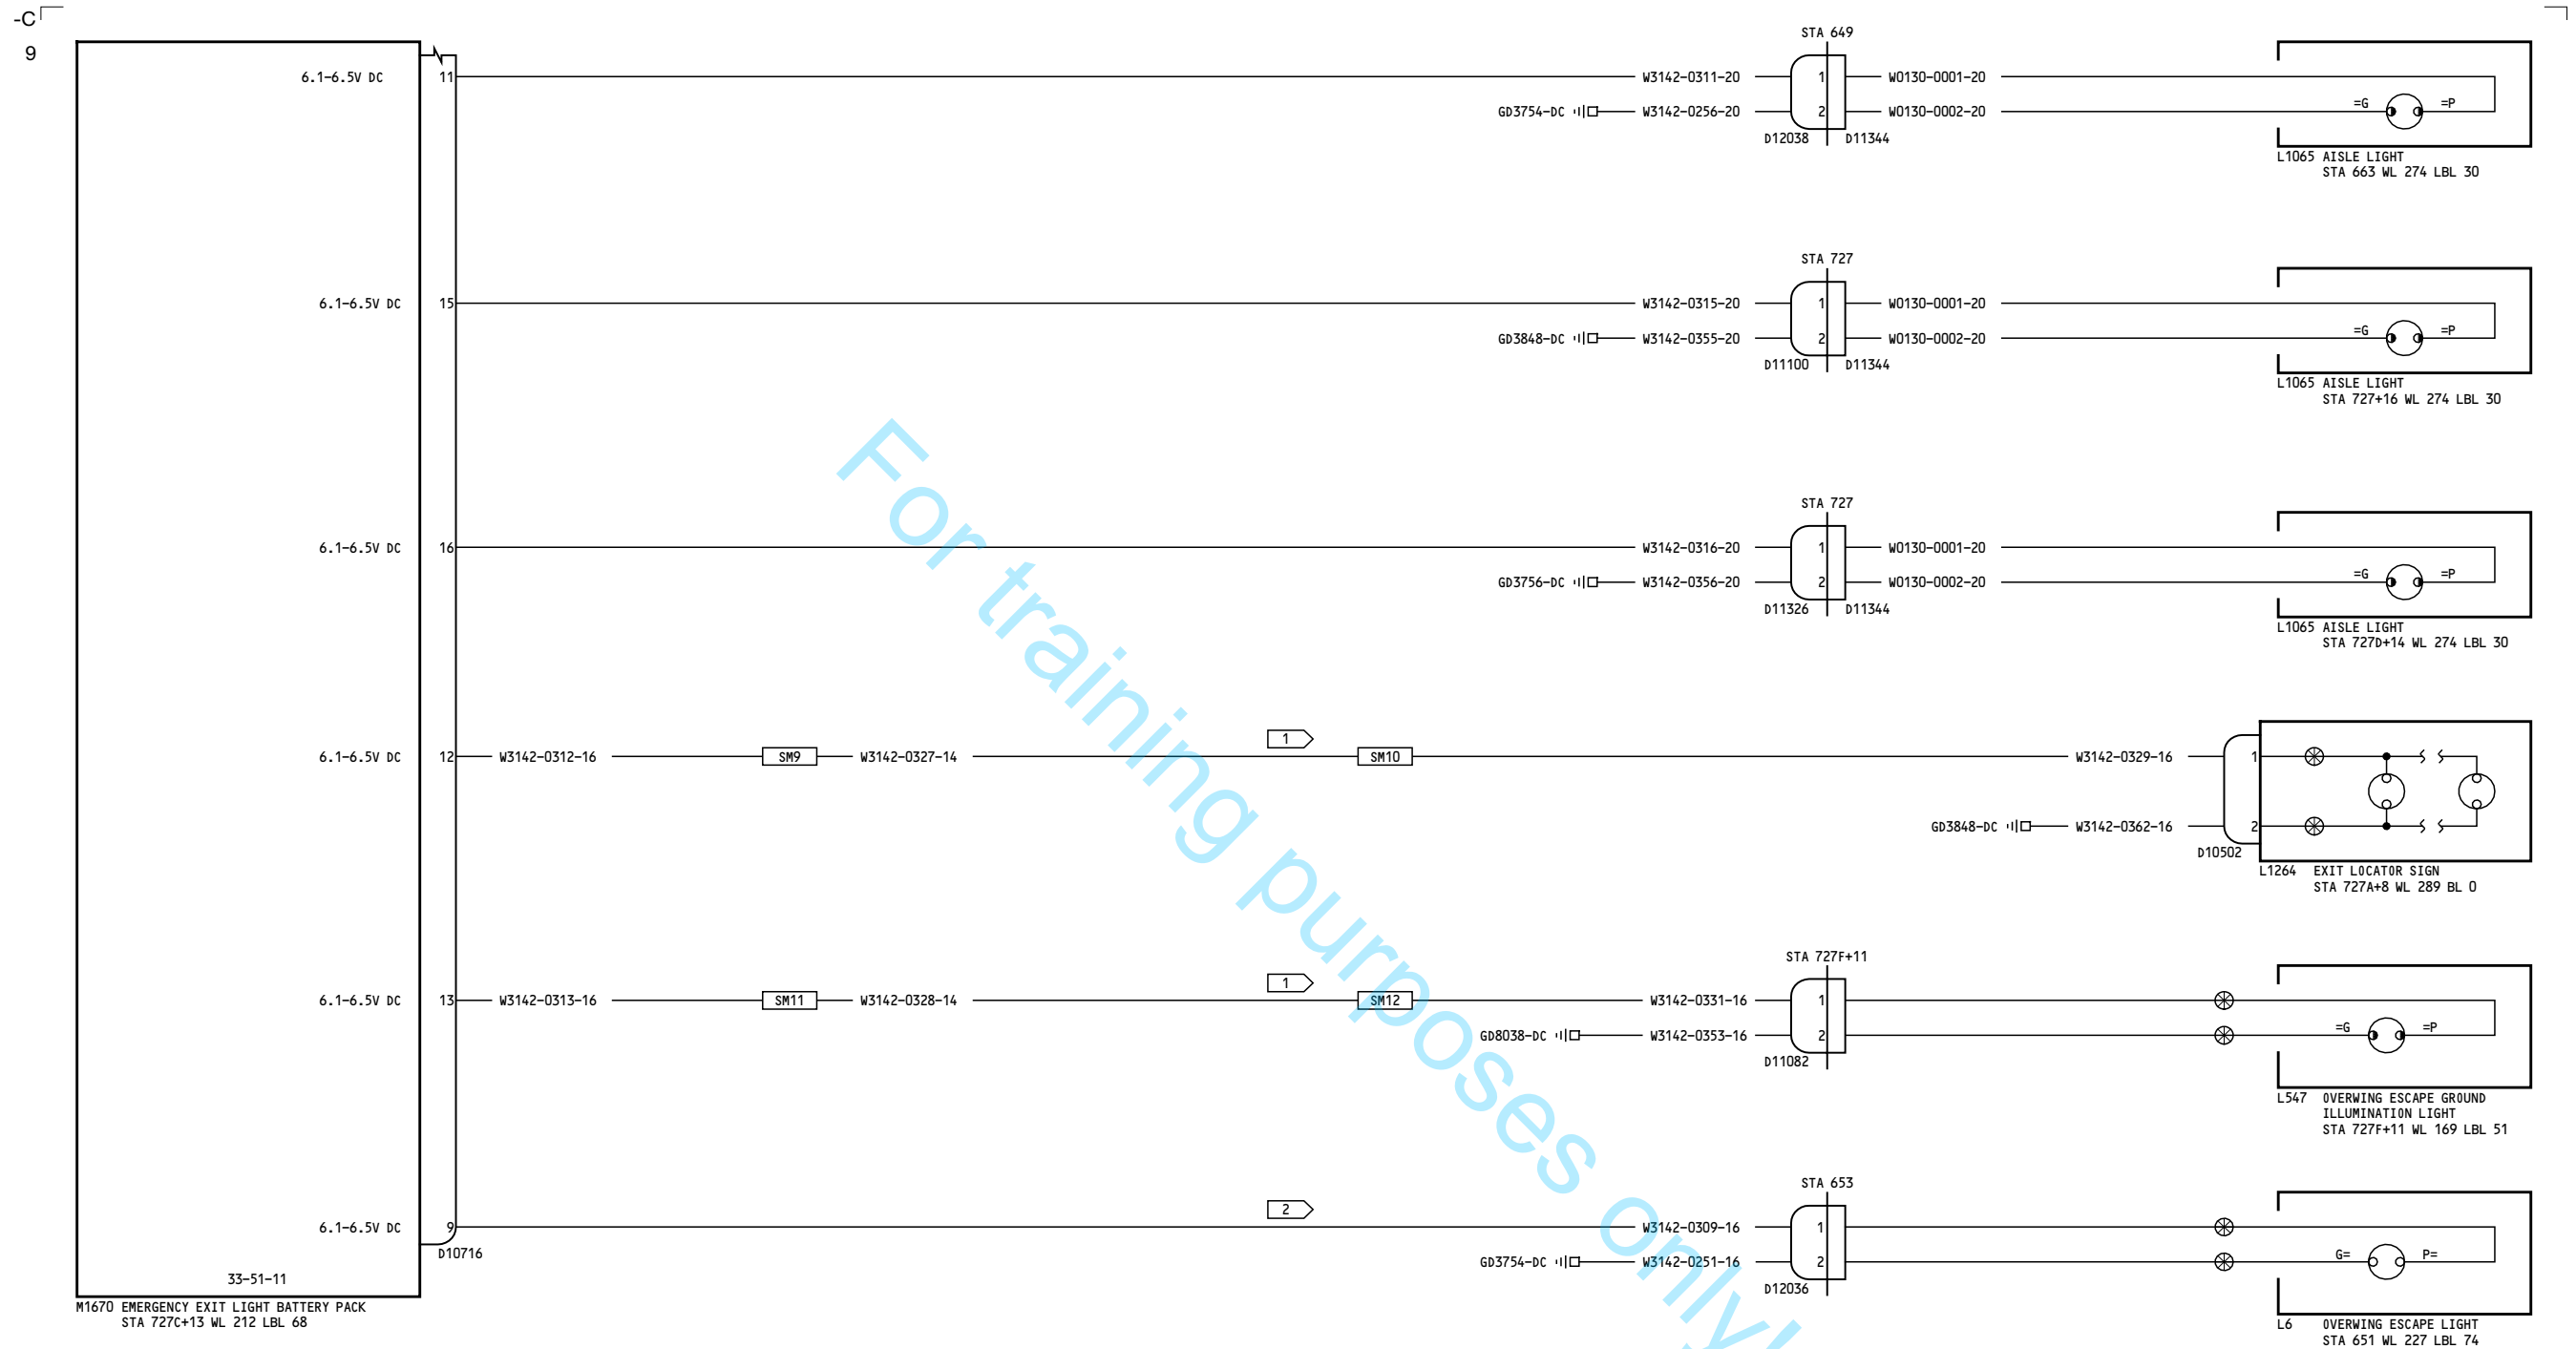 -C
9
STA 649
6.1-6.5V DC 11 W3142-0311-20 1 W0130-0001-20
GD3754-DC W3142-0256-20 2 W0130-0002-20 =G =P
D12038 D11344
L1065 AISLE LIGHT
STA 663 WL 274 LBL 30
STA 727
6.1-6.5V DC 15 W3142-0315-20 1 W0130-0001-20
GD3848-DC W3142-0355-20 2 W0130-0002-20 =G =P
D11100 D11344
L1065 AISLE LIGHT
STA 727+16 WL 274 LBL 30
STA 727
6.1-6.5V DC 16 W3142-0316-20 1 W0130-0001-20
GD3756-DC W3142-0356-20 2 W0130-0002-20 =G =P
D11326 D11344
L1065 AISLE LIGHT
STA 727D+14 WL 274 LBL 30
1
6.1-6.5V DC 12 W3142-0312-16 SM9 W3142-0327-14 SM10 W3142-0329-16 1
GD3848-DC W3142-0362-16 2
D10502
L1264 EXIT LOCATOR SIGN
STA 727A+8 WL 289 BL 0
STA 727F+11
1
6.1-6.5V DC 13 W3142-0313-16 SM11 W3142-0328-14 SM12 W3142-0331-16 1
GD8038-DC W3142-0353-16 2 =G =P
D11082
L547 OVERWING ESCAPE GROUND
ILLUMINATION LIGHT
STA 727F+11 WL 169 LBL 51
STA 653
2
6.1-6.5V DC 9 W3142-0309-16 1
D10716
GD3754-DC W3142-0251-16 2 G= P=
D12036
33-51-11
M1670 EMERGENCY EXIT LIGHT BATTERY PACK
STA 727C+13 WL 212 LBL 68
L6 OVERWING ESCAPE LIGHT
STA 651 WL 227 LBL 74
For training purposes only!